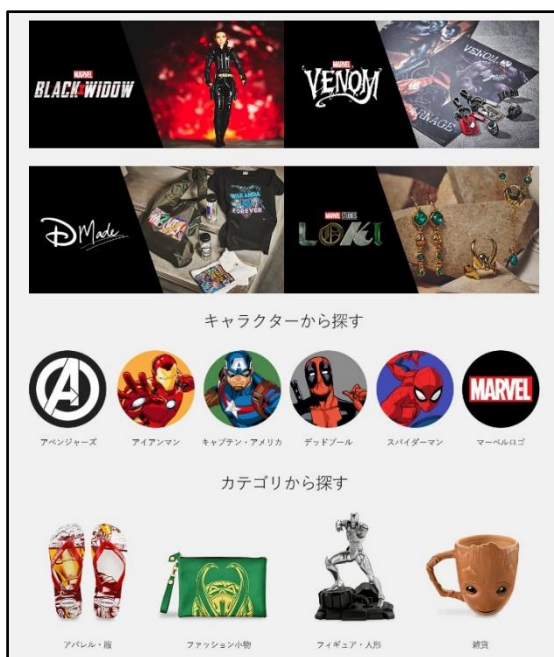 MARVEL
BLACK WIDOW
MARVEL
VENOM
VENOM
CARNAGE
D Made
WAKANDA
FOREVER
MARVEL STUDIOS
LOKI
キャラクターから探す
アベンジャーズ
アイアンマン
キャプテン・アメリカ
デッドプール
スパイダーマン
MARVEL
マーベルロゴ
カテゴリから探す
アパレル・服
ファッション小物
フィギュア・人形
雑貨